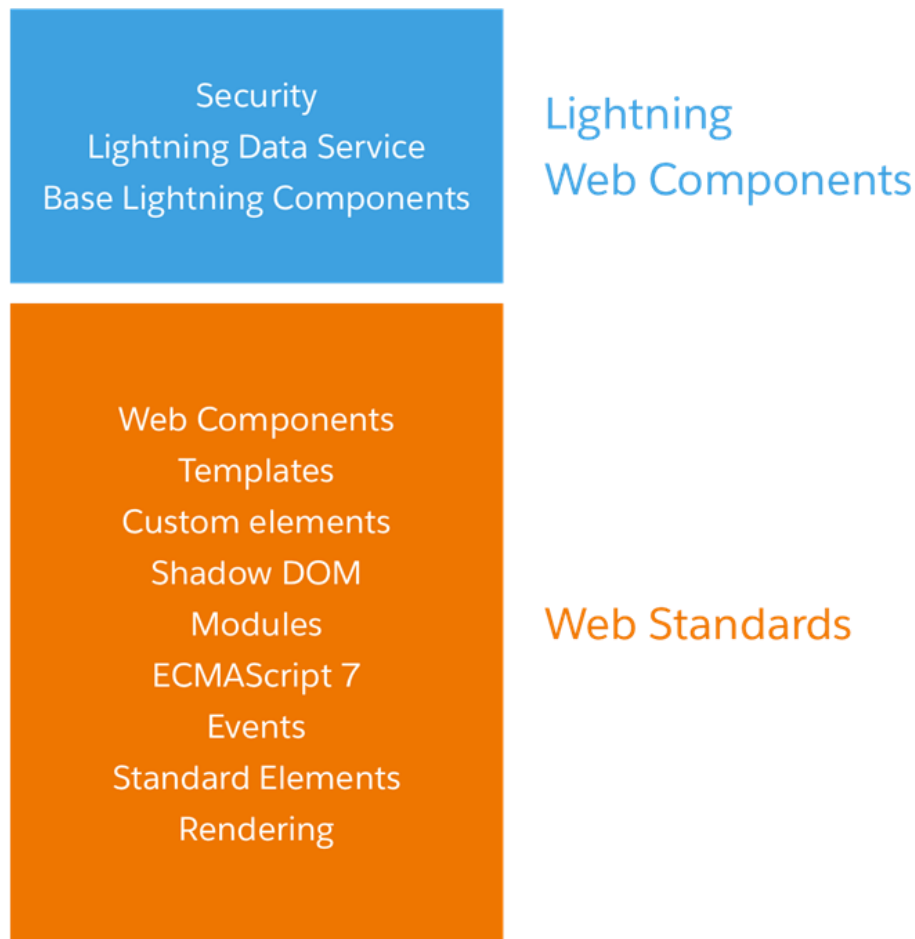 Security
Lightning Data Service
Base Lightning Components
Lightning
Web Components
Web Components
Templates
Custom elements
Shadow DOM
Modules
ECMAScript 7
Events
Standard Elements
Rendering
Web Standards